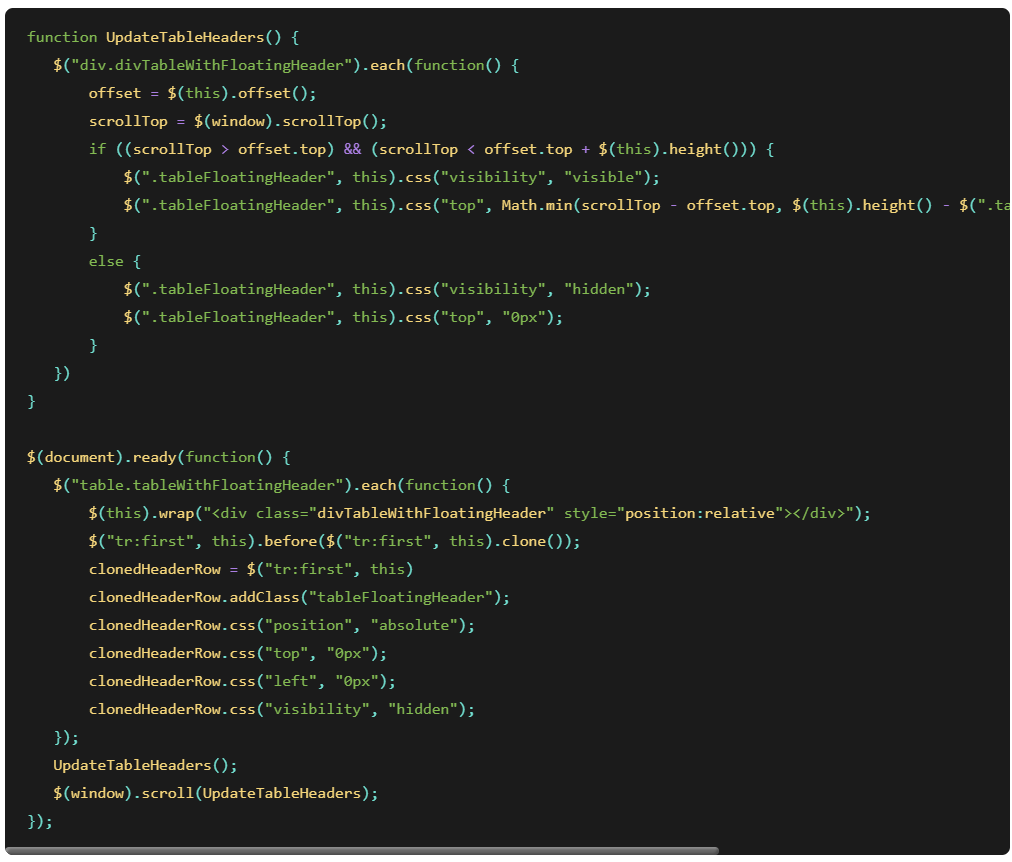 function UpdateTableHeaders() {
   $("div.divTableWithFloatingHeader").each(function() {
       offset = $(this).offset();
       scrollTop = $(window).scrollTop();
       if ((scrollTop > offset.top) && (scrollTop < offset.top + $(this).height())) {
           $(".tableFloatingHeader", this).css("visibility", "visible");
           $(".tableFloatingHeader", this).css("top", Math.min(scrollTop - offset.top, $(this).height() - $(".ta
       }
       else {
           $(".tableFloatingHeader", this).css("visibility", "hidden");
           $(".tableFloatingHeader", this).css("top", "0px");
       }
   })
}

$(document).ready(function() {
   $("table.tableWithFloatingHeader").each(function() {
       $(this).wrap("<div class="divTableWithFloatingHeader" style="position:relative"></div>");
       $("tr:first", this).before($("tr:first", this).clone());
       clonedHeaderRow = $("tr:first", this)
       clonedHeaderRow.addClass("tableFloatingHeader");
       clonedHeaderRow.css("position", "absolute");
       clonedHeaderRow.css("top", "0px");
       clonedHeaderRow.css("left", "0px");
       clonedHeaderRow.css("visibility", "hidden");
   });
   UpdateTableHeaders();
   $(window).scroll(UpdateTableHeaders);
});